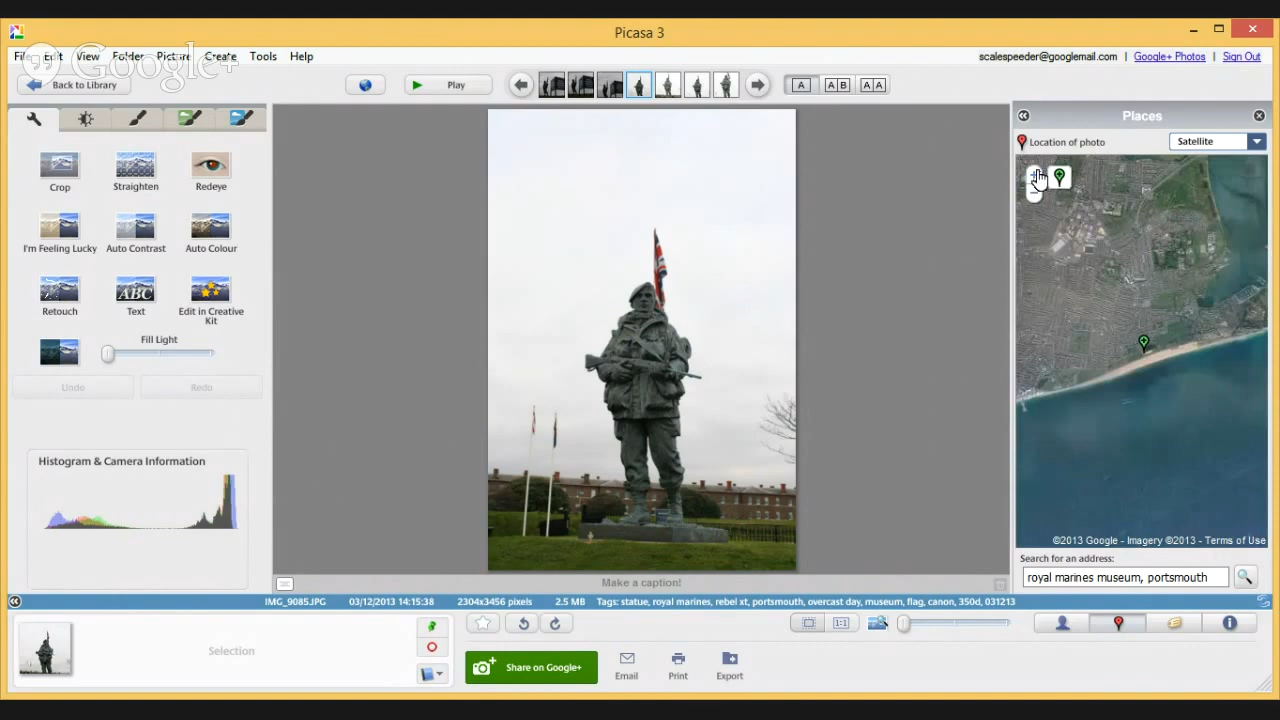 Picasa 3
File Edit View Folder Picture Create Tools Help
Google+
scalespeeder@googlemail.com | Google+ Photos | Sign Out
Back to Library
Play
A
AB
AA
Places
Location of photo
Satellite
Crop
Straighten
Redeye
I'm Feeling Lucky
Auto Contrast
Auto Colour
Retouch
ABC
Text
Edit in Creative
Kit
Fill Light
Undo
Redo
Histogram & Camera Information
©2013 Google - Imagery ©2013 - Terms of Use
Search for an address:
royal marines museum, portsmouth
Make a caption!
IMG_9085.JPG 03/12/2013 14:15:38 2304x3456 pixels 2.5 MB Tags: statue, royal marines, rebel xt, portsmouth, overcast day, museum, flag, canon, 350d, 031213
Selection
1:1
Share on Google+
Email
Print
Export